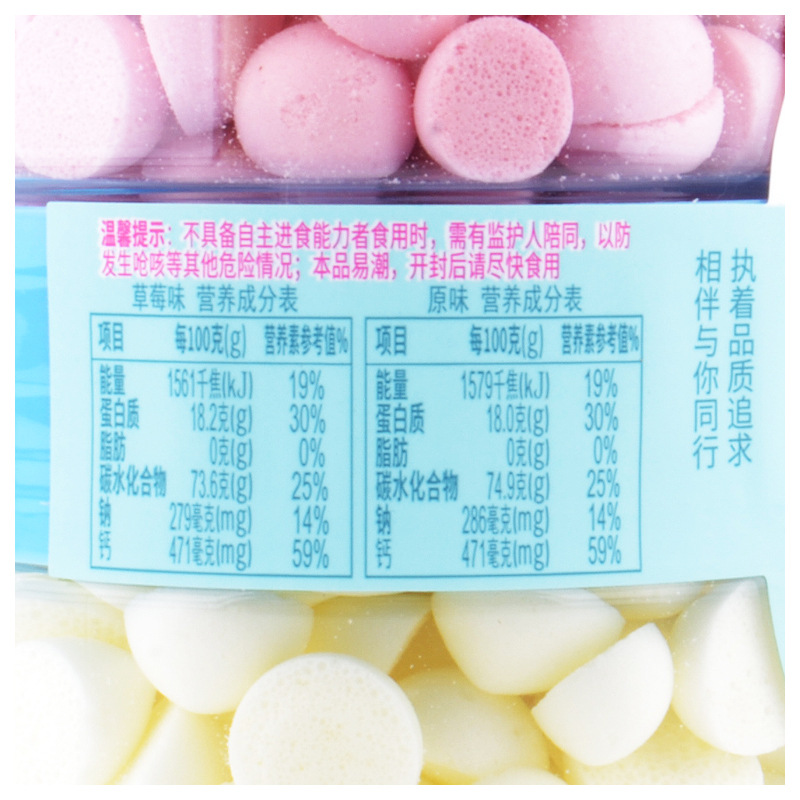 温馨提示：不具备自主进食能力者食用时，需有监护人陪同，以防
发生呛咳等其他危险情况；本品易潮，开封后请尽快食用
草莓味 营养成分表
项目 每100克(g) 营养素参考值%
能量 1561千焦(kJ) 19%
蛋白质 18.2克(g) 30%
脂肪 0克(g) 0%
碳水化合物 73.6克(g) 25%
钠 279毫克(mg) 14%
钙 471毫克(mg) 59%
原味 营养成分表
项目 每100克(g) 营养素参考值%
能量 1579千焦(kJ) 19%
蛋白质 18.0克(g) 30%
脂肪 0克(g) 0%
碳水化合物 74.9克(g) 25%
钠 286毫克(mg) 14%
钙 471毫克(mg) 59%
执着品质追求
相伴与你同行